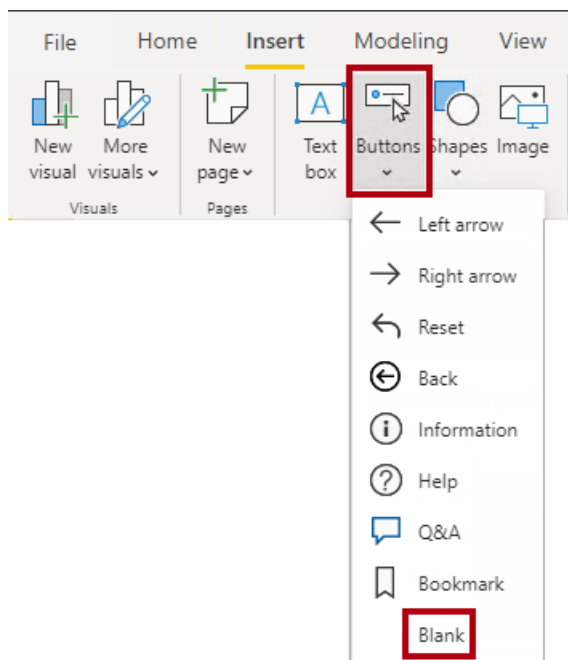 File Home Insert Modeling View
A
New More New Text Buttons Shapes Image
visual visuals page box
Visuals Pages
Left arrow
Right arrow
Reset
Back
i Information
? Help
Q&A
Bookmark
Blank